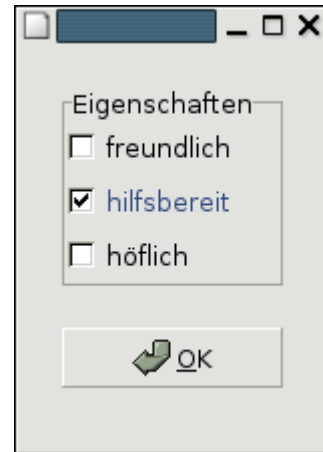 Eigenschaften
freundlich
hilfsbereit
höflich
OK